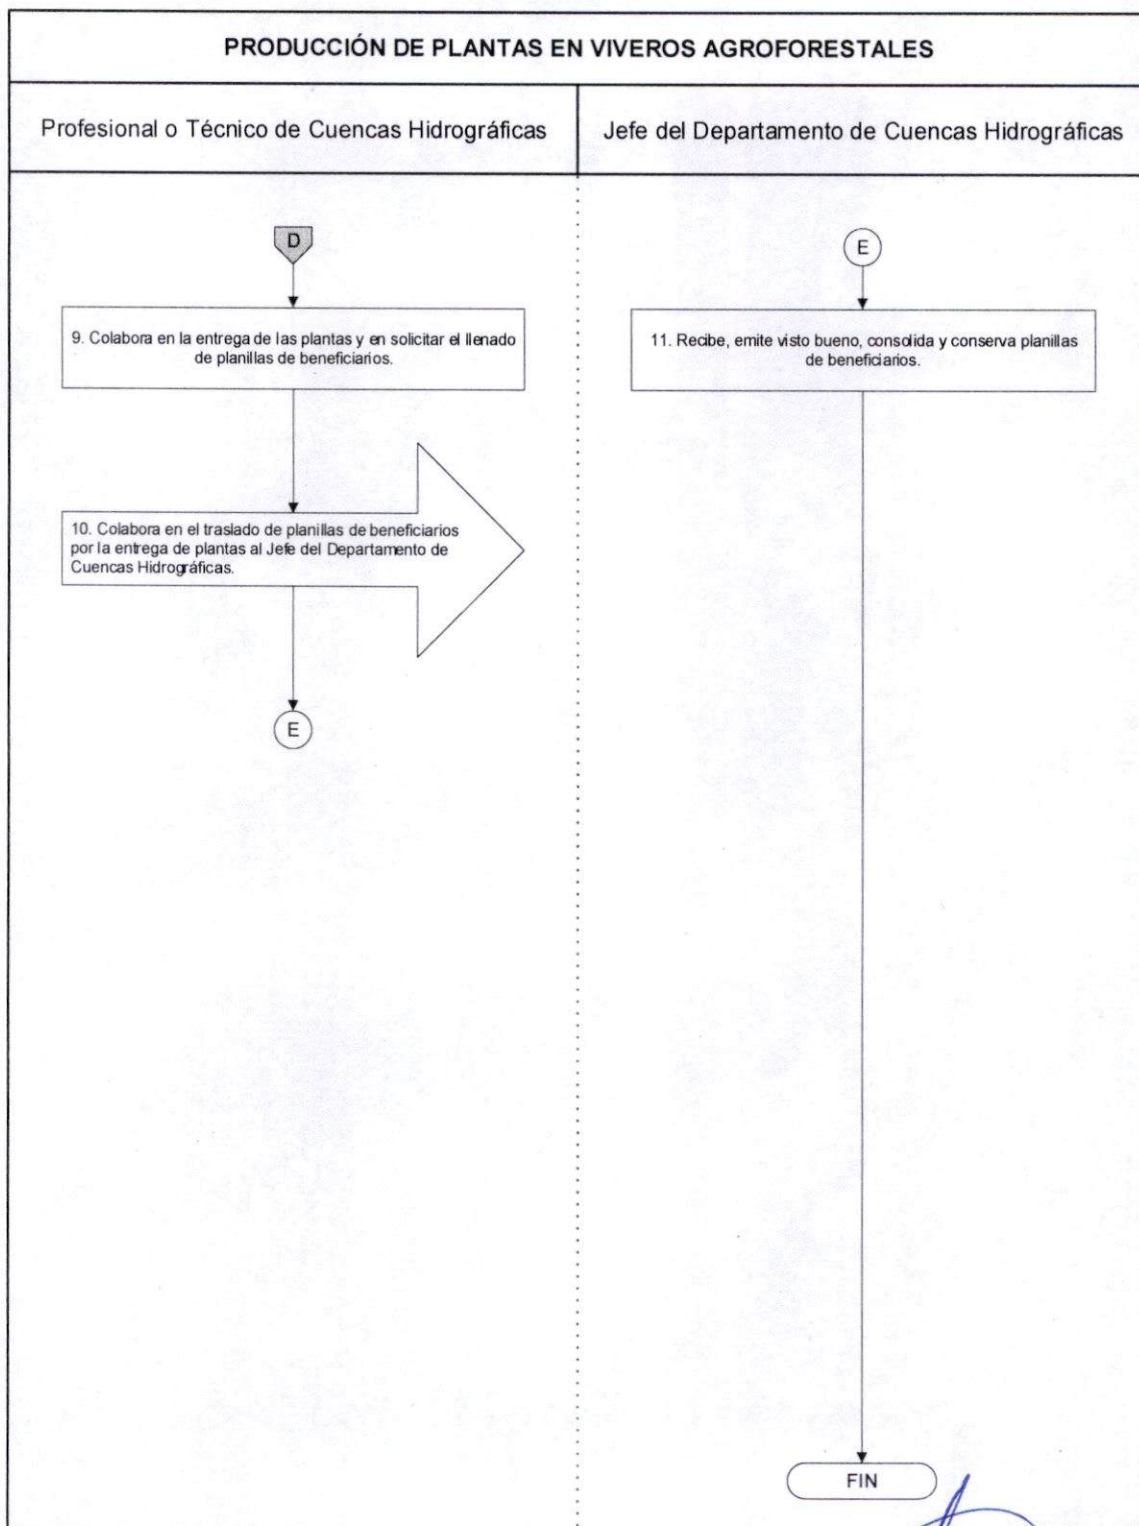 PRODUCCIÓN DE PLANTAS EN VIVEROS AGROFORESTALES
Profesional o Técnico de Cuencas Hidrográficas
Jefe del Departamento de Cuencas Hidrográficas
D
9. Colabora en la entrega de las plantas y en solicitar el llenado
de planillas de beneficiarios.
10. Colabora en el traslado de planillas de beneficiarios
por la entrega de plantas al Jefe del Departamento de
Cuencas Hidrográficas.
E
E
11. Recibe, emite visto bueno, consolida y conserva planillas
de beneficiarios.
FIN